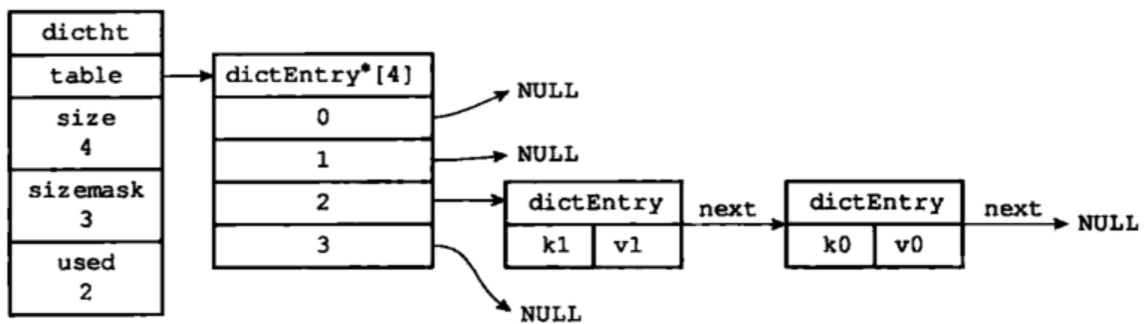 dictht
table
size
4
sizemask
3
used
2
dictEntry*[4]
0
1
2
3
NULL
NULL
dictEntry
k1 v1
next
dictEntry
k0 v0
next
NULL
NULL